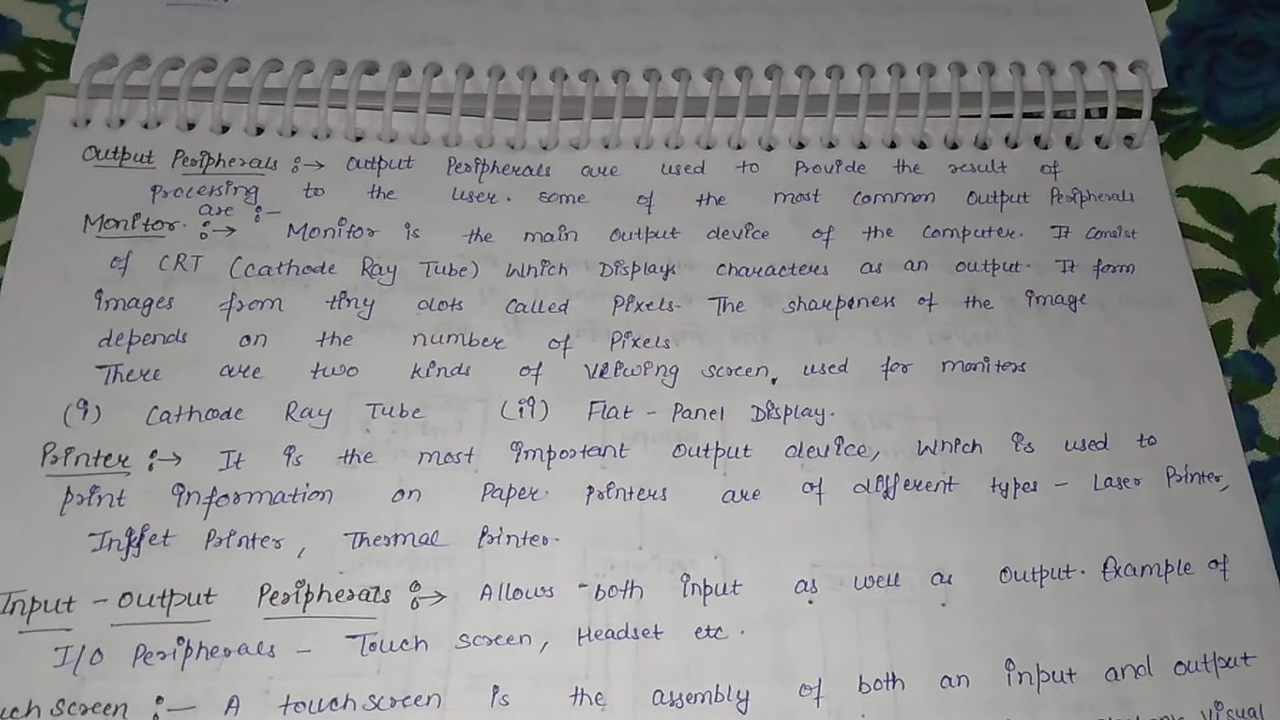 Output Peripherals :→ Output Peripherals are used to Provide the result of
Processing to the user. some of the most common Output Peripherals
are :-
Monitor. :→ Monitor is the main output device of the computer. It consist
of CRT (Cathode Ray Tube) Which Displays characters as an output. It form
images from tiny dots called Pixels. The sharpness of the image
depends on the number of Pixels.
There are two kinds of viewing screen, used for monitors
(i) Cathode Ray Tube (ii) Flat - Panel Display.
Printer :→ It is the most important output device, Which is used to
print information on Paper. printers are of different types - Laser Printer,
Inkjet Printer, Thermal Printer.
Input - Output Peripherals :→ Allows both input as well as output. Example of
I/O Peripherals - Touch screen, Headset etc.
uch screen :- A touchscreen is the assembly of both an input and output
visual